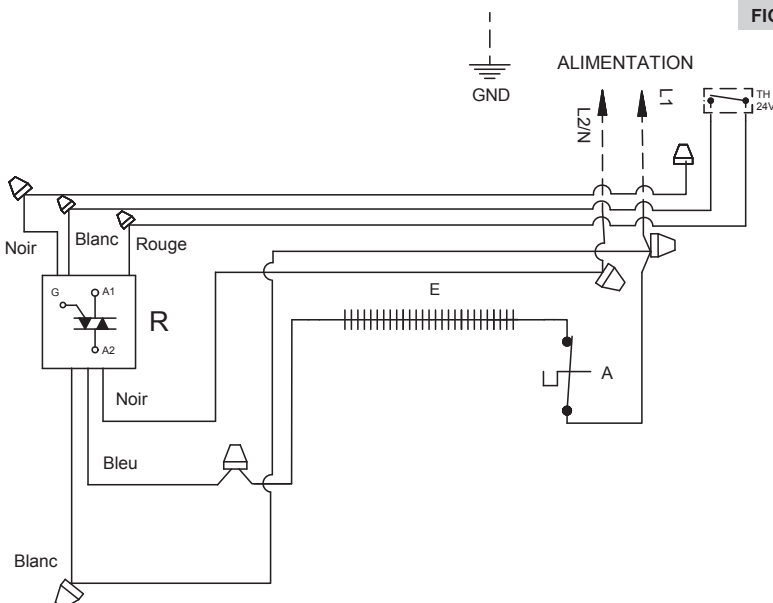 FIG
ALIMENTATION
GND
L2/N
L1
TH
24V
Noir
Blanc
Rouge
G
A1
A2
R
E
A
Noir
Bleu
Blanc